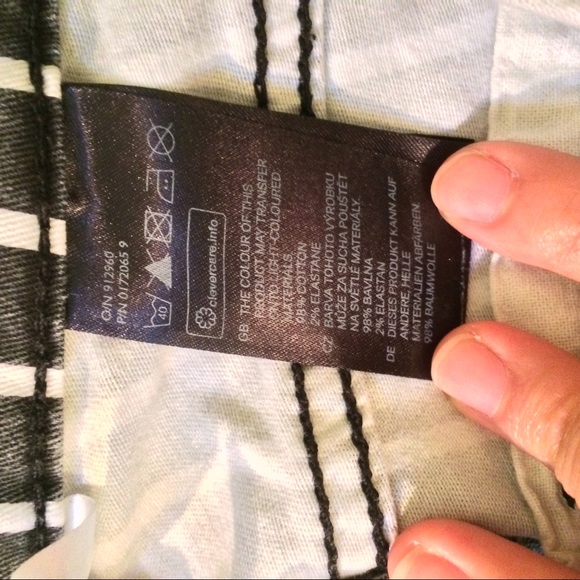 O/N 912960
P/N 0172065 9
40
clevercare.info
GB THE COLOUR OF THIS
PRODUCT MAY TRANSFER
ONTO LIGHT-COLOURED
MATERIALS
98% COTTON
2% ELASTANE
CZ BARVA TOHOTO VÝROBKU
MŮŽE ZA SUCHA POUŠTĚT
NA SVĚTLÉ MATERIÁLY.
98% BAVLNA
2% ELASTAN
DE DIESES PRODUKT KANN AUF
ANDERE HELLE
MATERIALIEN ABFÄRBEN.
98% BAUMWOLLE